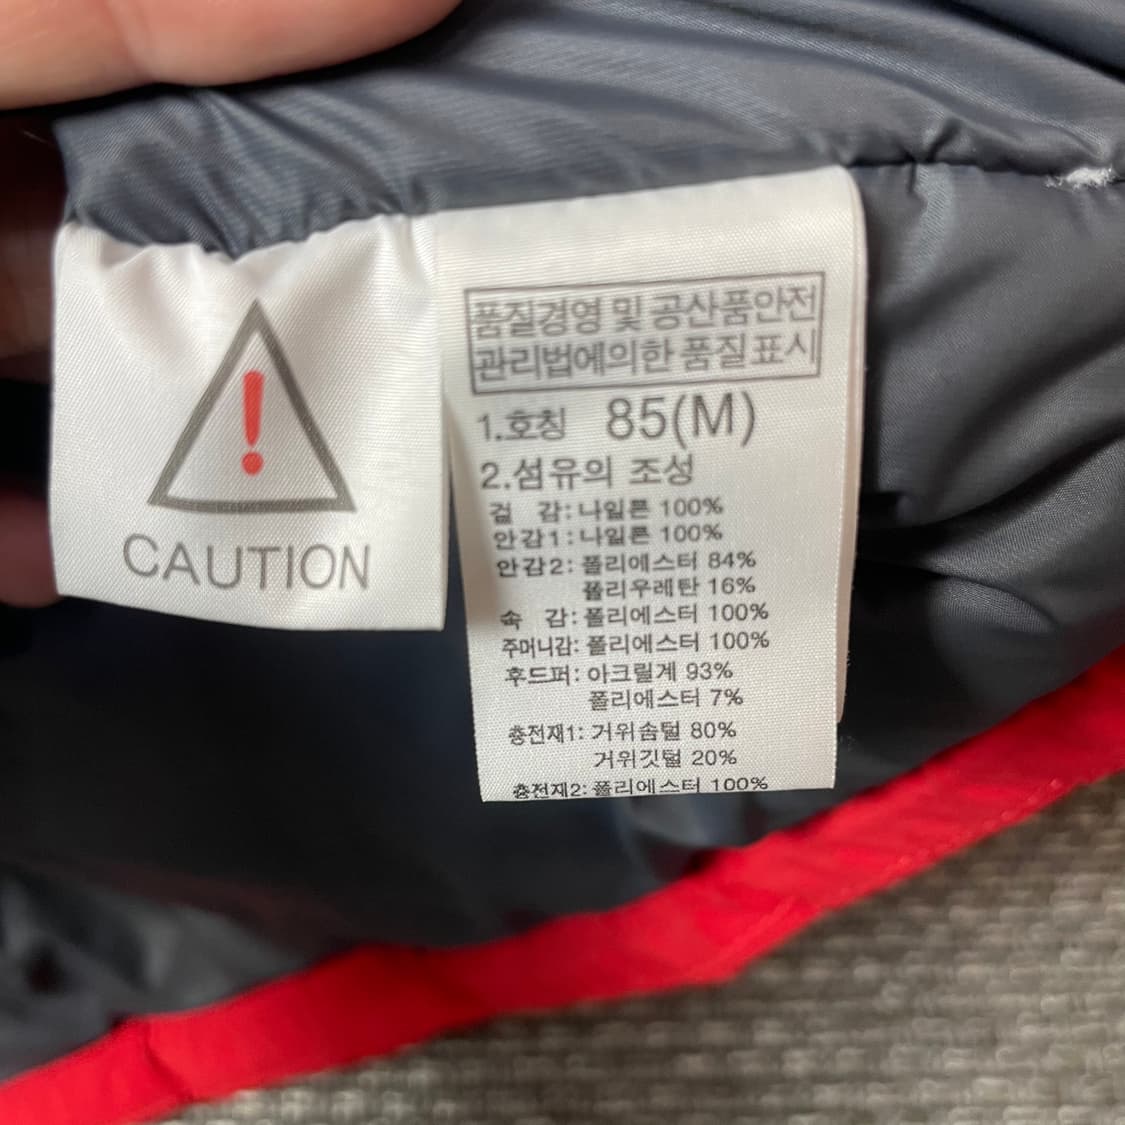 !
CAUTION
품질경영 및 공산품안전
관리법에의한 품질표시
1.호칭 85(M)
2.섬유의 조성
겉 감: 나일론 100%
안감1: 나일론 100%
안감2: 폴리에스터 84%
폴리우레탄 16%
속 감: 폴리에스터 100%
주머니감: 폴리에스터 100%
후드퍼: 아크릴계 93%
폴리에스터 7%
충전재1: 거위솜털 80%
거위깃털 20%
충전재2: 폴리에스터 100%